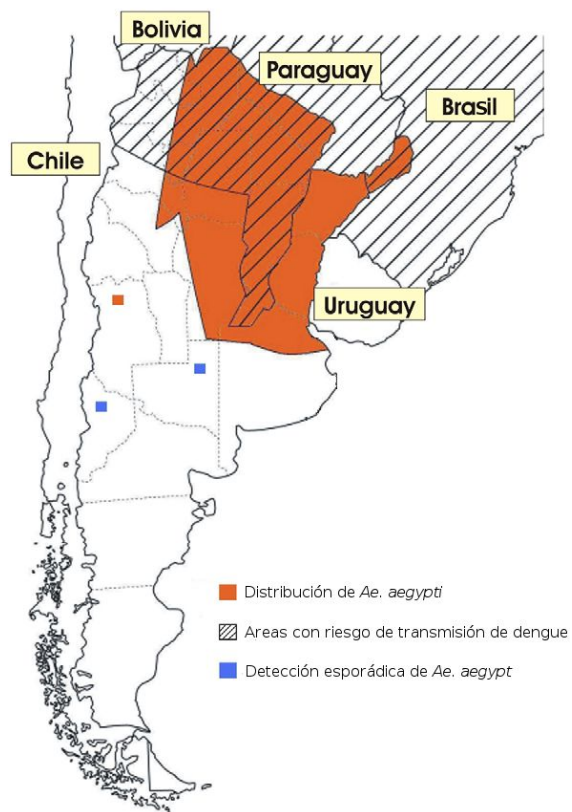 Bolivia
Paraguay
Brasil
Chile
Uruguay
Distribución de Ae. aegypti
Areas con riesgo de transmisión de dengue
Detección esporádica de Ae. aegypt